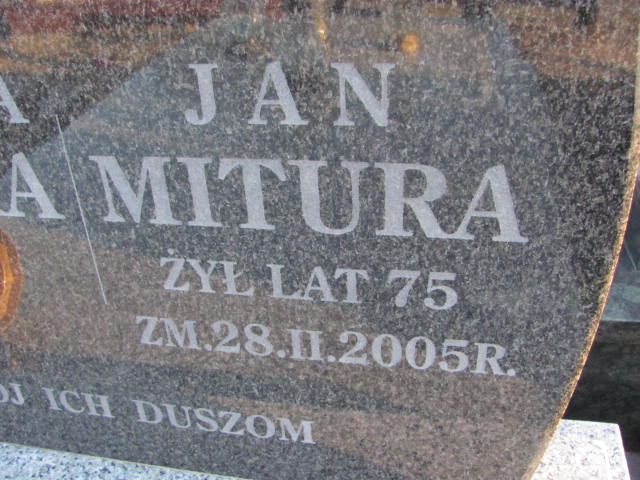 JAN
MITURA
ŻYŁ LAT 75
ZM.28.II.2005R.
ICH DUSZOM